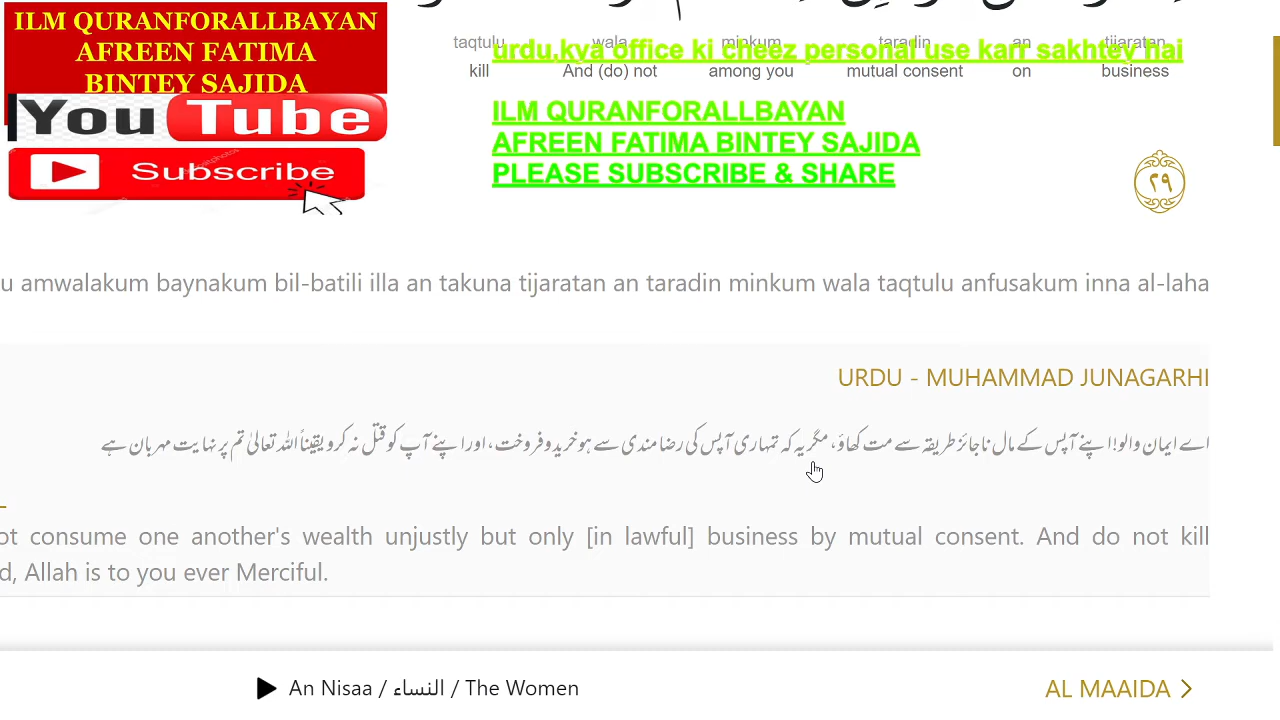 ILM QURANFORALLBAYAN
AFREEN FATIMA
BINTEY SAJIDA
You Tube
Subscribe
taqtulu wala minkum taradin an tijaratan
urdu,kya office ki cheez personal use karr sakhtey hai
kill And (do) not among you mutual consent on business
ILM QURANFORALLBAYAN
AFREEN FATIMA BINTEY SAJIDA
PLEASE SUBSCRIBE & SHARE
٢٩
u amwalakum baynakum bil-batili illa an takuna tijaratan an taradin minkum wala taqtulu anfusakum inna al-laha
URDU - MUHAMMAD JUNAGARHI
اے ایمان والو! اپنے آپس کے مال ناجائز طریقہ سے مت کھاؤ، مگر یہ کہ تمہاری آپس کی رضا مندی سے ہو خرید وفروخت، اور اپنے آپ کو قتل نہ کرو یقیناً اللہ تعالیٰ تم پر نہایت مہربان ہے
ot consume one another's wealth unjustly but only [in lawful] business by mutual consent. And do not kill
d, Allah is to you ever Merciful.
An Nisaa / النساء / The Women
AL MAAIDA